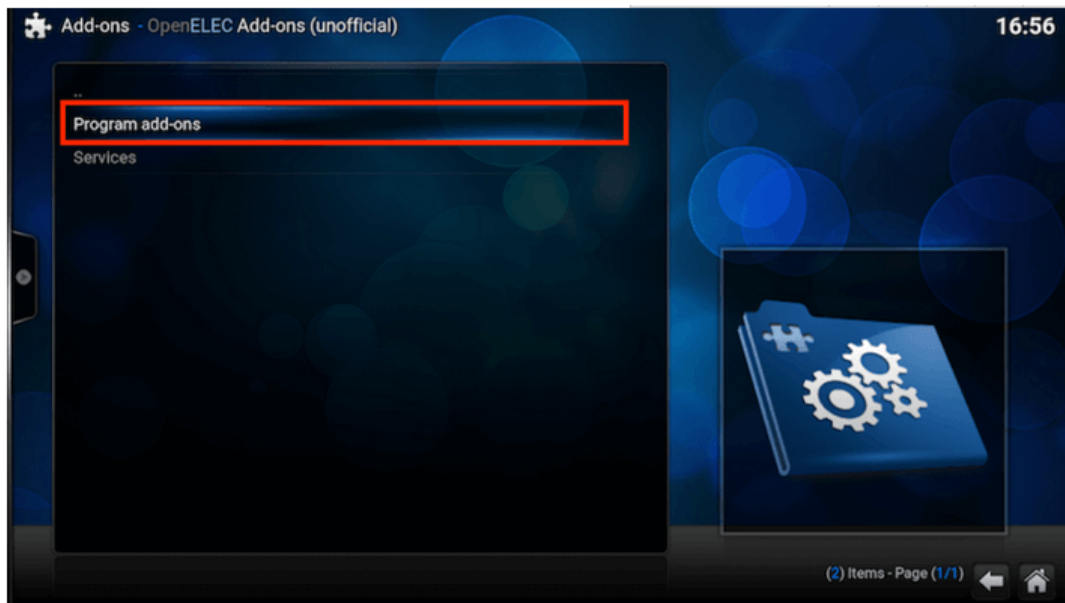 Add-ons - OpenELEC Add-ons (unofficial)
16:56
..
Program add-ons
Services
(2) Items - Page (1/1)